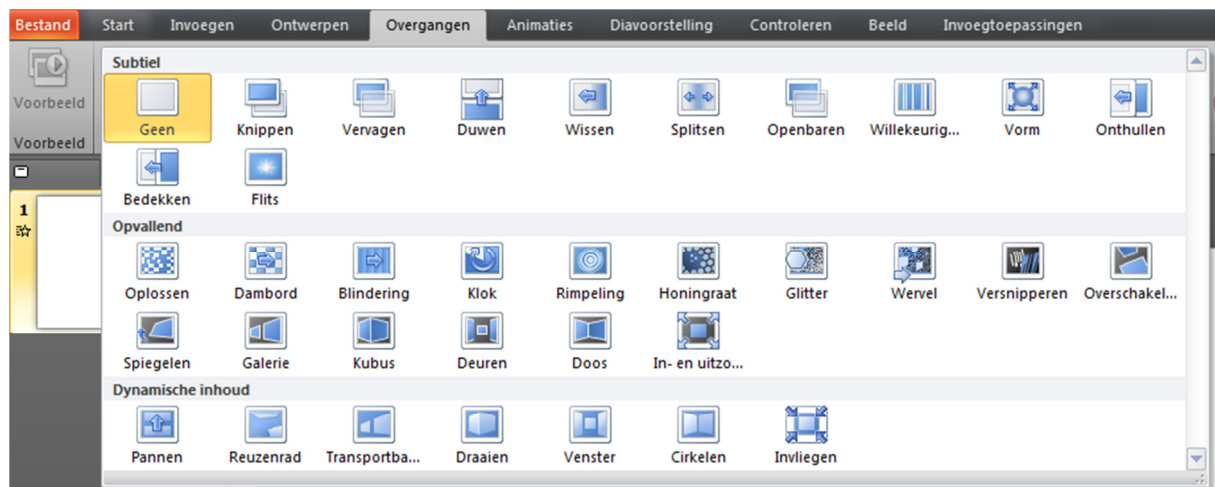 Bestand Start Invoegen Ontwerpen Overgangen Animaties Diavoorstelling Controleren Beeld Invoegtoepassingen
Voorbeeld
Voorbeeld
Subtiel
Geen Knippen Vervagen Duwen Wissen Splitsen Openbaren Willekeurig... Vorm Onthullen
Bedekken Flits
1
Opvallend
Oplossen Dambord Blindering Klok Rimpeling Honingraat Glitter Wervel Versnipperen Overschakel...
Spiegelen Galerie Kubus Deuren Doos In- en uitzo...
Dynamische inhoud
Pannen Reuzenrad Transportba... Draaien Venster Cirkelen Invliegen